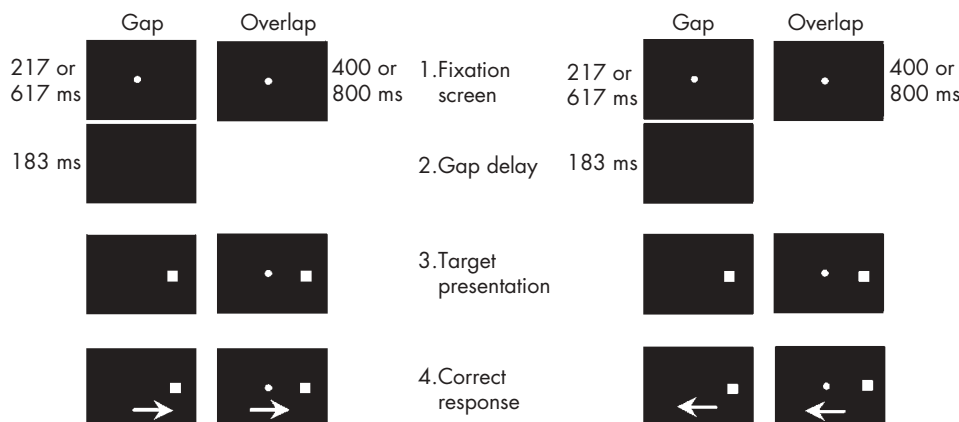 Gap Overlap
217 or
617 ms
400 or
800 ms
1.Fixation
screen
Gap Overlap
217 or
617 ms
400 or
800 ms
183 ms
2.Gap delay
183 ms
3.Target
presentation
4.Correct
response